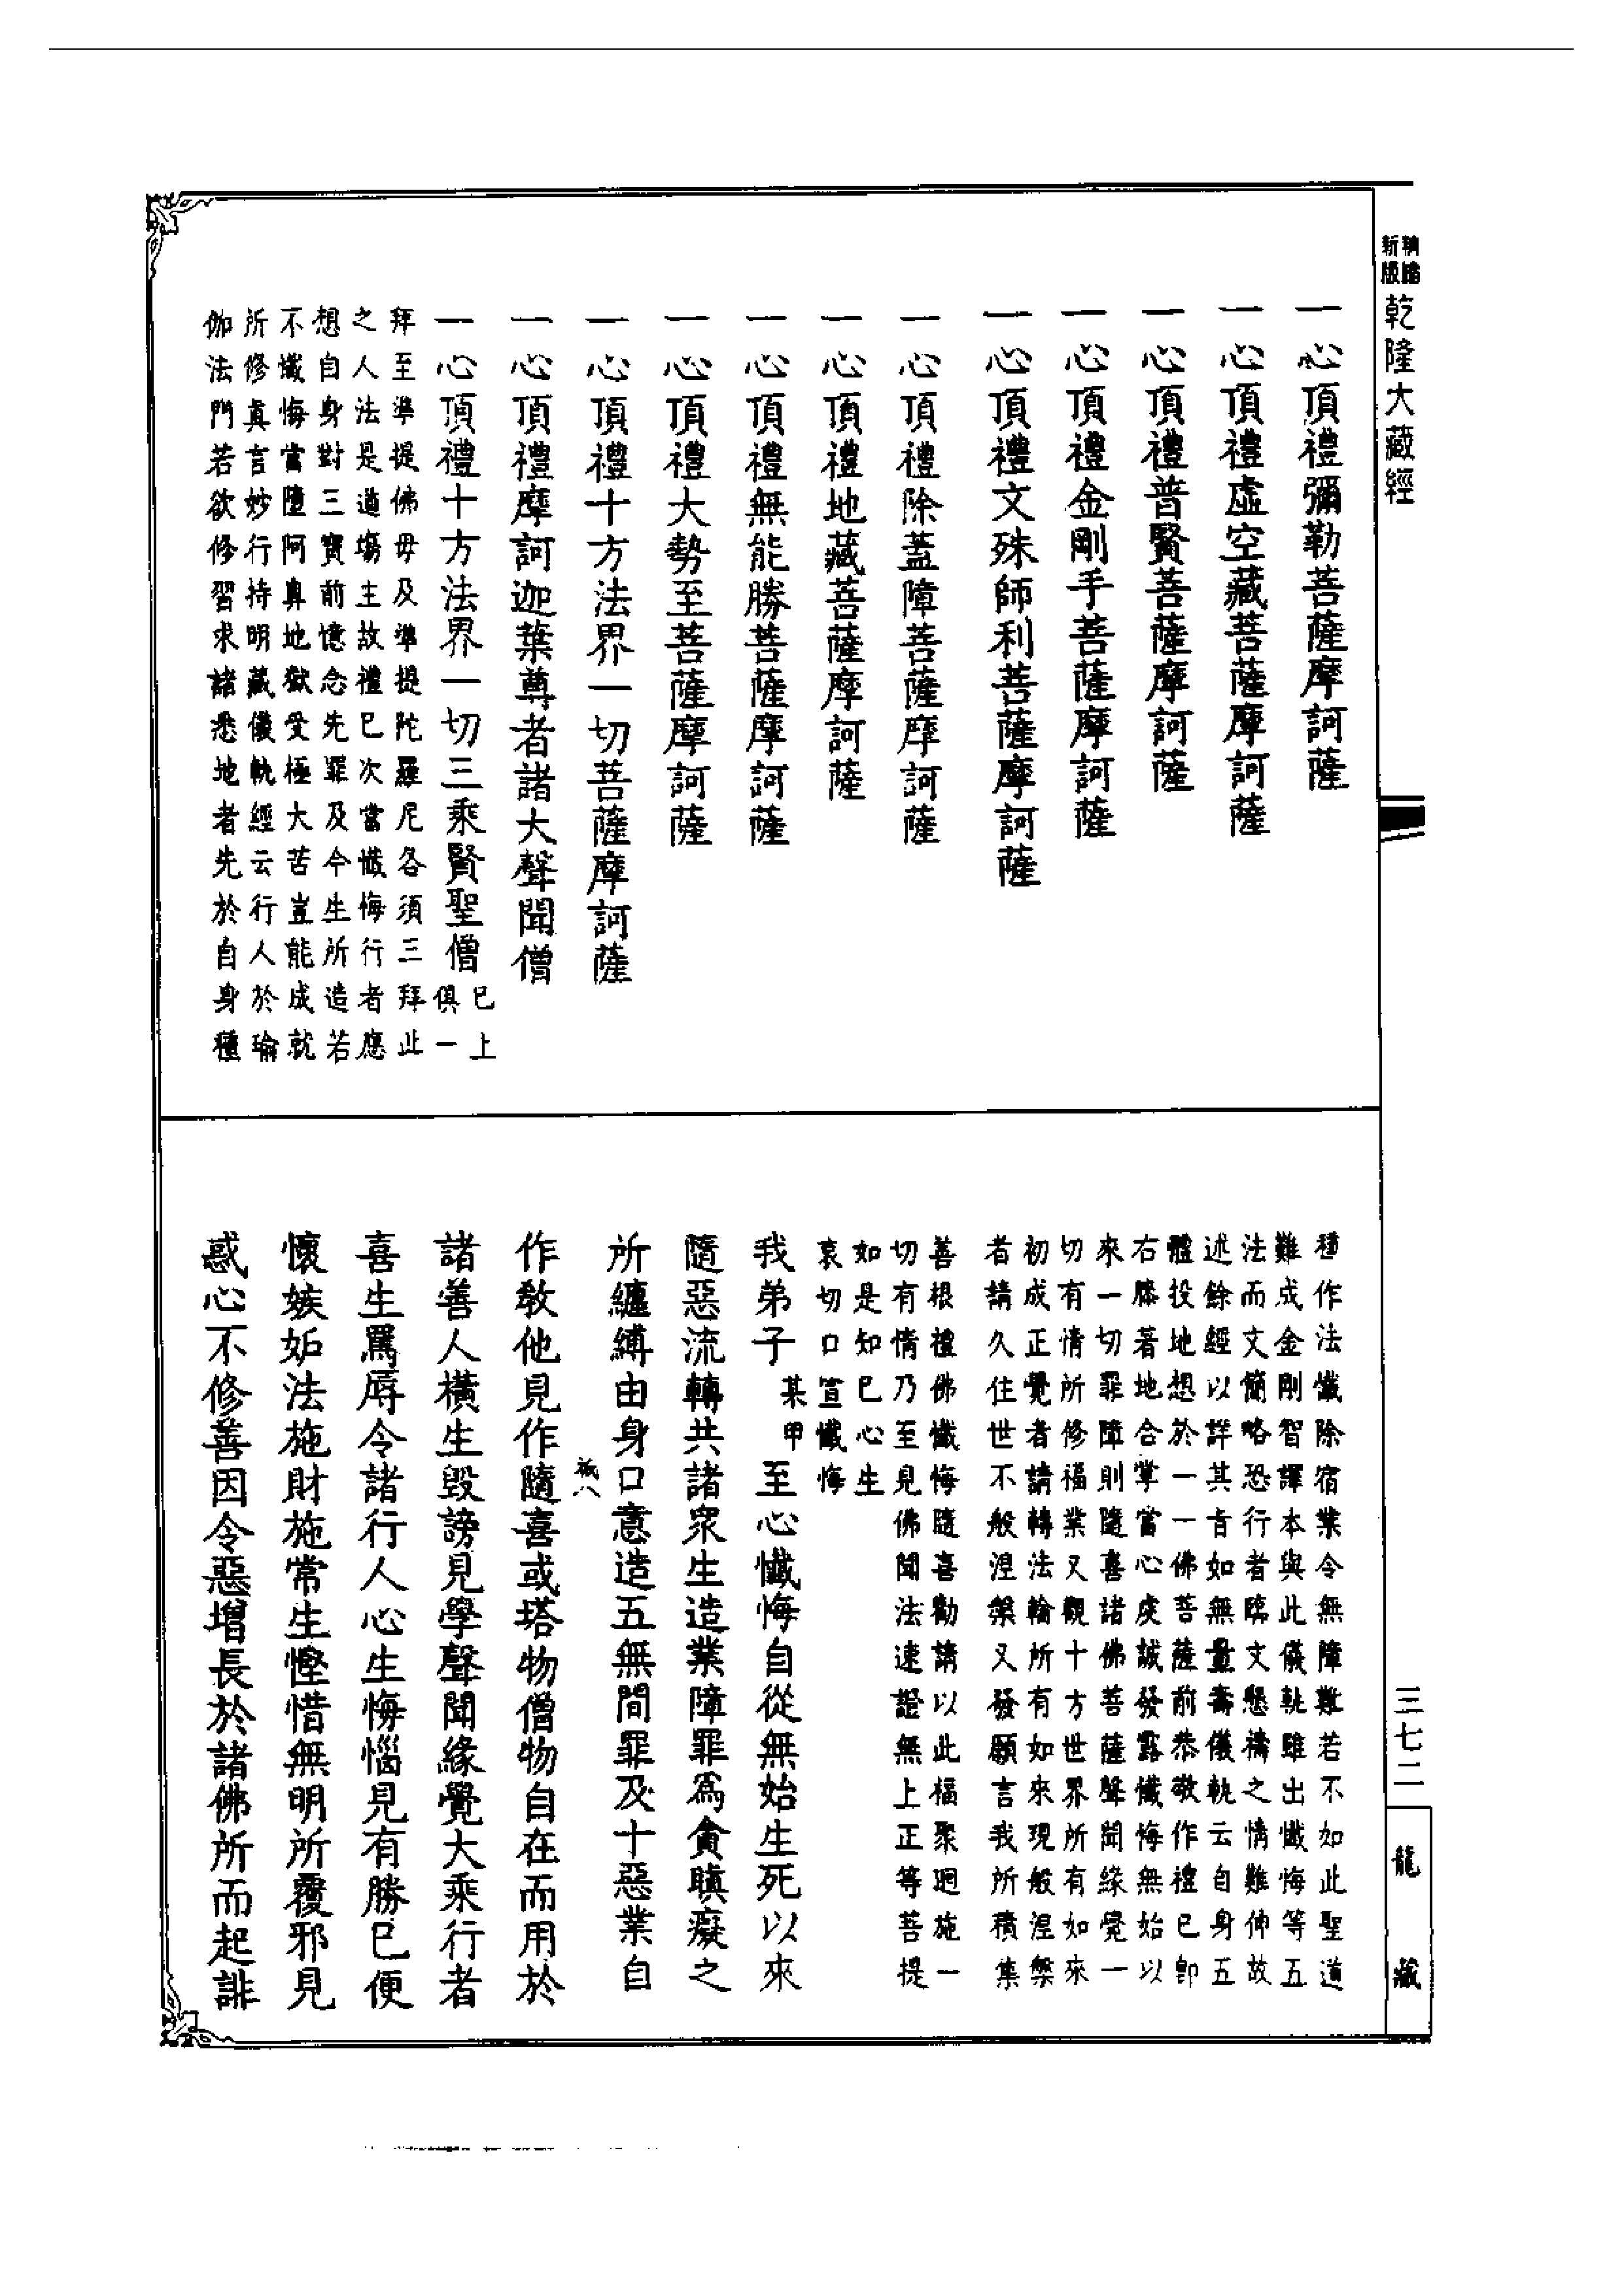 精縮
新版
乾隆大藏經
一心頂禮彌勒菩薩摩訶薩
一心頂禮虛空藏菩薩摩訶薩
一心頂禮普賢菩薩摩訶薩
一心頂禮金剛手菩薩摩訶薩
一心頂禮文殊師利菩薩摩訶薩
一心頂禮除蓋障菩薩摩訶薩
一心頂禮地藏菩薩摩訶薩
一心頂禮無能勝菩薩摩訶薩
一心頂禮大勢至菩薩摩訶薩
一心頂禮十方法界一切菩薩摩訶薩
一心頂禮摩訶迦葉尊者諸大聲聞僧
一心頂禮十方法界一切三乘賢聖僧
已上
俱一
拜至準提佛毋及準提陀羅尼各須三拜此
之人法是道場主故禮已次當懺悔行者應
想自身對三寶前憶念先罪及今生所造若
不懺悔當墮阿鼻地獄受極大苦豈能成就
所修眞言妙行持明藏儀軌經云行人於瑜
伽法門若欲修習求諸悉地者先於自身種
種作法懺除宿業令無障難若不如此聖道
難成金剛智譯本與此儀軌雖出懺悔等五
法而文簡略恐行者臨文懇禱之情難伸故
述餘經以詳其音如無量壽儀軌云自身五
體投地想於一一佛菩薩前恭敬作禮已卽
右膝著地合掌當心虔誠發露懺悔無始以
來一切罪障則隨喜諸佛菩薩聲聞緣覺一
切有情所修福業又觀十方世界所有如來
初成正覺者請轉法輪所有如來現般涅槃
者請久住世不般涅槃又發願言我所積集
善根禮佛懺悔隨喜勸請以此福聚迴施一
切有情乃至見佛聞法速證無上正等菩提
如是知已心生
哀切口宣懺悔
我弟子某甲至心懺悔自從無始生死以來
隨惡流轉共諸衆生造業障罪爲貪瞋癡之
所纏縛由身口意造五無間罪及十惡業自
祇八
作教他見作隨喜或塔物僧物自在而用於
諸善人橫生毀謗見學聲聞緣覺大乘行者
喜生罵辱令諸行人心生悔惱見有勝已便
懷嫉妬法施財施常生慳惜無明所覆邪見
惑心不修善因令惡增長於諸佛所而起誹
三七二
龍藏